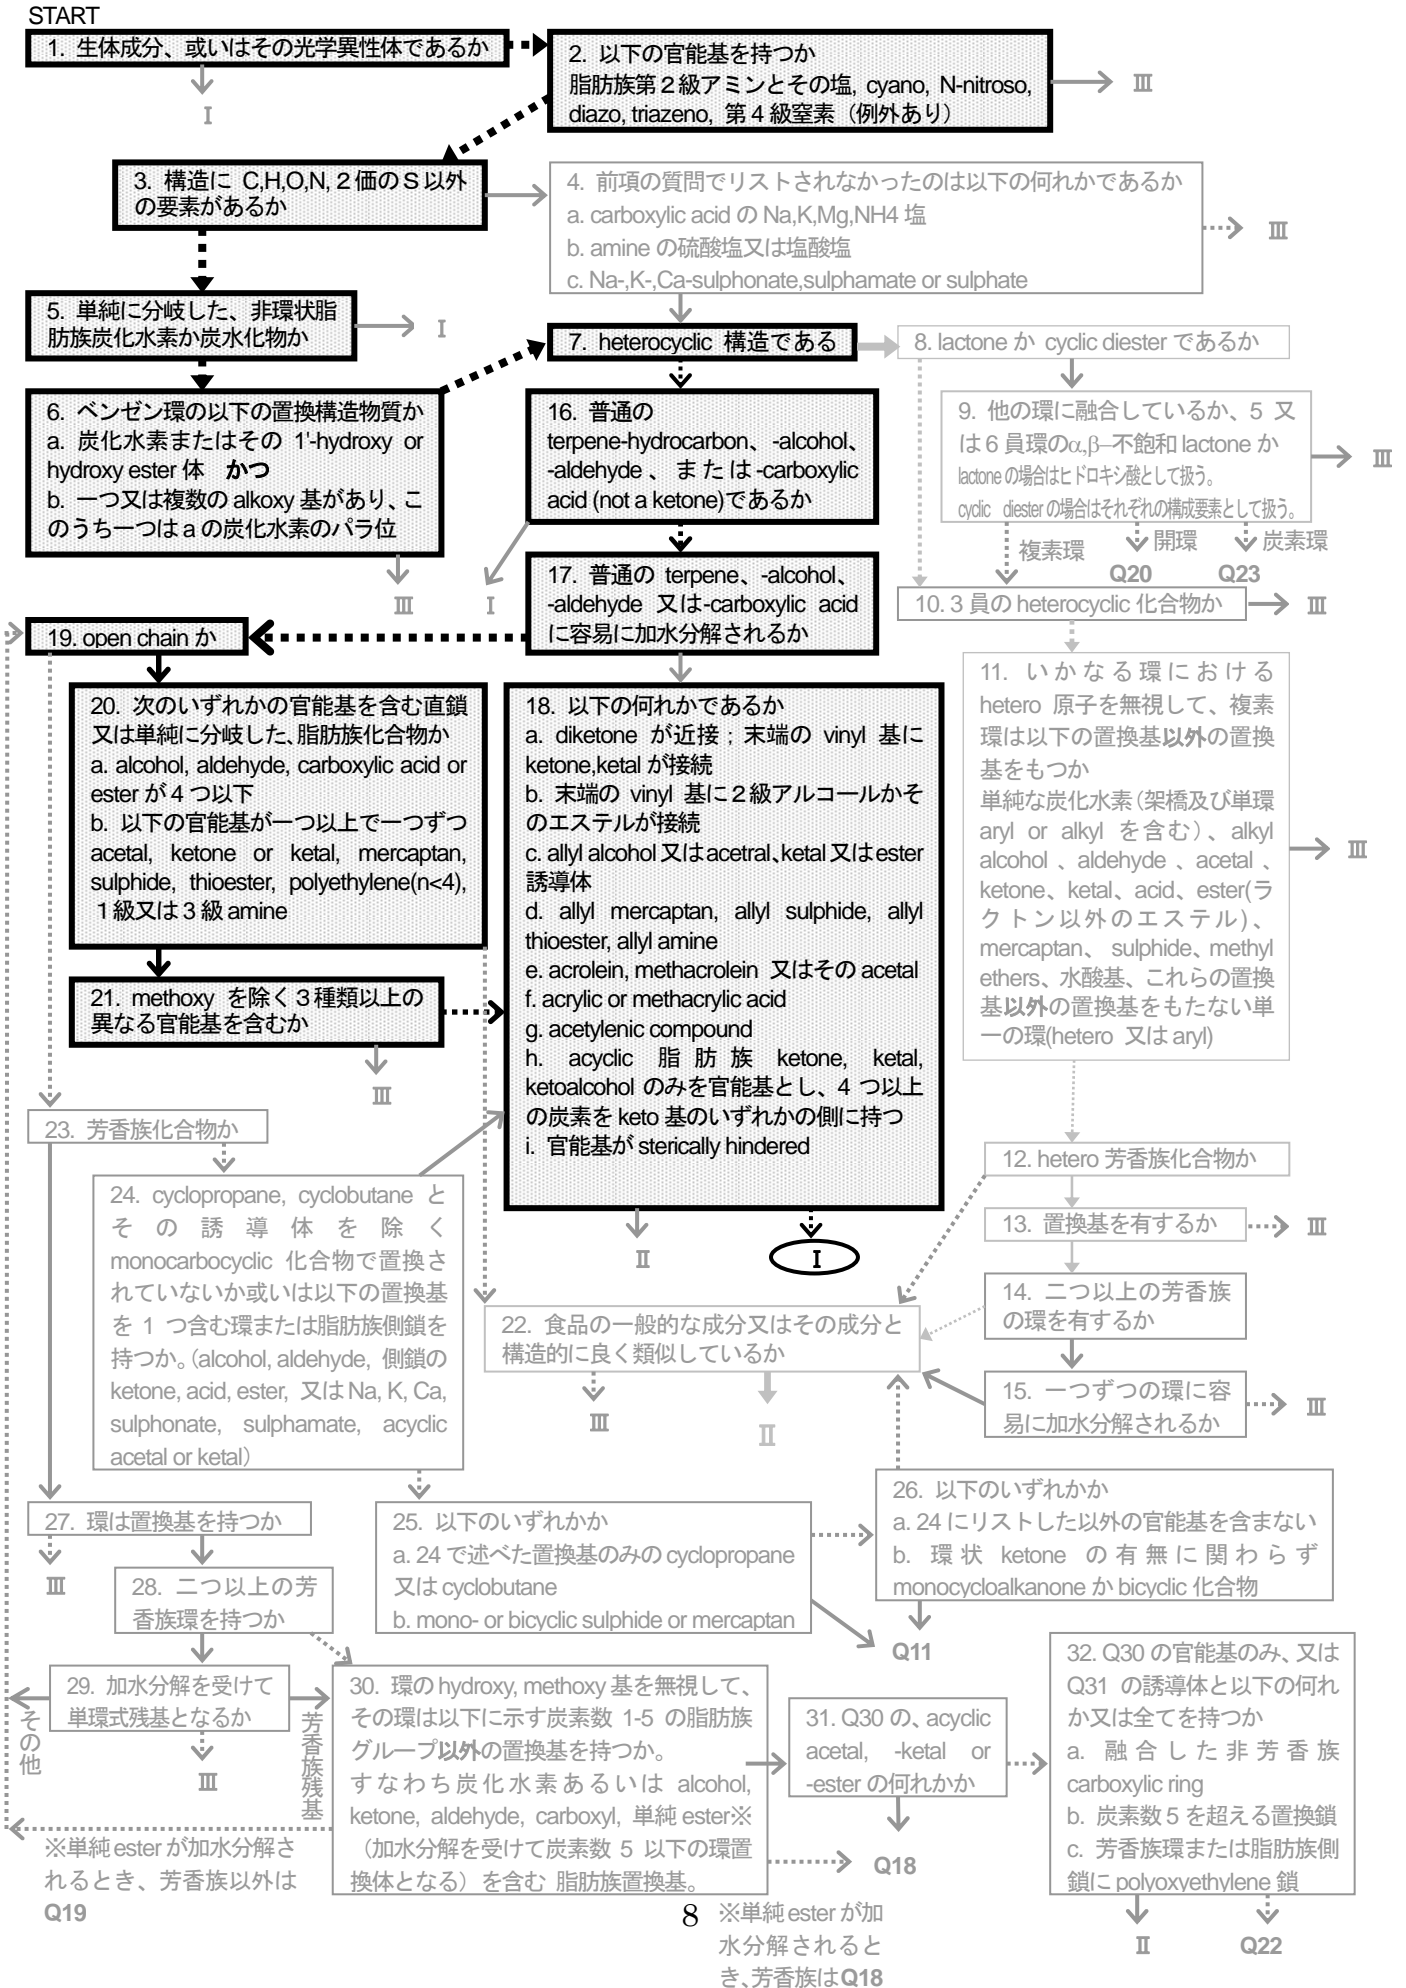 START
1. 生体成分、或いはその光学異性体であるか
I
2. 以下の官能基を持つか
脂肪族第２級アミンとその塩, cyano, N-nitroso,
diazo, triazeno, 第４級窒素（例外あり）
III
3. 構造に C,H,O,N,２価のＳ以外
の要素があるか
4. 前項の質問でリストされなかったのは以下の何れかであるか
a. carboxylic acid の Na,K,Mg,NH4 塩
b. amine の硫酸塩又は塩酸塩
c. Na-,K-,Ca-sulphonate,sulphamate or sulphate
III
5. 単純に分岐した、非環状脂
肪族炭化水素か炭水化物か
I
6. ベンゼン環の以下の置換構造物質か
a. 炭化水素またはその 1'-hydroxy or
hydroxy ester 体　かつ
b. 一つ又は複数の alkoxy 基があり、こ
のうち一つは a の炭化水素のパラ位
III
7. heterocyclic 構造である
8. lactone か cyclic diester であるか
9. 他の環に融合しているか、5 又
は 6 員環のα,β–不飽和 lactone か
lactone の場合はヒドロキシ酸として扱う。
cyclic diester の場合はそれぞれの構成要素として扱う。
III
複素環
開環
炭素環
Q20
Q23
10. 3 員の heterocyclic 化合物か
III
16. 普通の
terpene-hydrocarbon、-alcohol、
-aldehyde 、または-carboxylic
acid (not a ketone)であるか
I
17. 普通の terpene、-alcohol、
-aldehyde 又は-carboxylic acid
に容易に加水分解されるか
19. open chain か
20. 次のいずれかの官能基を含む直鎖
又は単純に分岐した、脂肪族化合物か
a. alcohol, aldehyde, carboxylic acid or
ester が 4 つ以下
b. 以下の官能基が一つ以上で一つずつ
acetal, ketone or ketal, mercaptan,
sulphide, thioester, polyethylene(n<4),
１級又は３級 amine
21. methoxy を除く３種類以上の
異なる官能基を含むか
III
18. 以下の何れかであるか
a. diketone が近接；末端の vinyl 基に
ketone,ketal が接続
b. 末端の vinyl 基に２級アルコールかそ
のエステルが接続
c. allyl alcohol 又は acetral、ketal 又は ester
誘導体
d. allyl mercaptan, allyl sulphide, allyl
thioester, allyl amine
e. acrolein, methacrolein 又はその acetal
f. acrylic or methacrylic acid
g. acetylenic compound
h. acyclic 脂肪族 ketone, ketal,
ketoalcohol のみを官能基とし、4 つ以上
の炭素を keto 基のいずれかの側に持つ
i. 官能基が sterically hindered
II
I
11. いかなる環における
hetero 原子を無視して、複素
環は以下の置換基以外の置換
基をもつか
単純な炭化水素（架橋及び単環
aryl or alkyl を含む）、alkyl
alcohol 、aldehyde 、acetal 、
ketone、ketal、acid、ester(ラ
クトン以外のエステル)、
mercaptan、 sulphide、methyl
ethers、水酸基、これらの置換
基以外の置換基をもたない単
一の環(hetero 又は aryl)
III
12. hetero 芳香族化合物か
13. 置換基を有するか
III
14. 二つ以上の芳香族
の環を有するか
15. 一つずつの環に容
易に加水分解されるか
III
22. 食品の一般的な成分又はその成分と
構造的に良く類似しているか
III
II
23. 芳香族化合物か
24. cyclopropane, cyclobutane と
その誘導体を除く
monocarbocyclic 化合物で置換さ
れていないか或いは以下の置換基
を 1 つ含む環または脂肪族側鎖を
持つか。(alcohol, aldehyde, 側鎖の
ketone, acid, ester, 又は Na, K, Ca,
sulphonate, sulphamate, acyclic
acetal or ketal）
25. 以下のいずれかか
a. 24 で述べた置換基のみの cyclopropane
又は cyclobutane
b. mono- or bicyclic sulphide or mercaptan
26. 以下のいずれかか
a. 24 にリストした以外の官能基を含まない
b. 環状 ketone の有無に関わらず
monocycloalkanone か bicyclic 化合物
Q11
27. 環は置換基を持つか
III
28. 二つ以上の芳
香族環を持つか
29. 加水分解を受けて
単環式残基となるか
その他
芳香族残基
III
※単純 ester が加水分解さ
れるとき、芳香族以外は
Q19
30. 環の hydroxy, methoxy 基を無視して、
その環は以下に示す炭素数 1-5 の脂肪族
グループ以外の置換基を持つか。
すなわち炭化水素あるいは alcohol,
ketone, aldehyde, carboxyl, 単純 ester※
（加水分解を受けて炭素数 5 以下の環置
換体となる）を含む 脂肪族置換基。
31. Q30 の、acyclic
acetal, -ketal or
-ester の何れかか
Q18
※単純 ester が加
水分解されると
き、芳香族は Q18
32. Q30 の官能基のみ、又は
Q31 の誘導体と以下の何れ
か又は全てを持つか
a. 融合した非芳香族
carboxylic ring
b. 炭素数 5 を超える置換鎖
c. 芳香族環または脂肪族側
鎖に polyoxyethylene 鎖
II
Q22
8